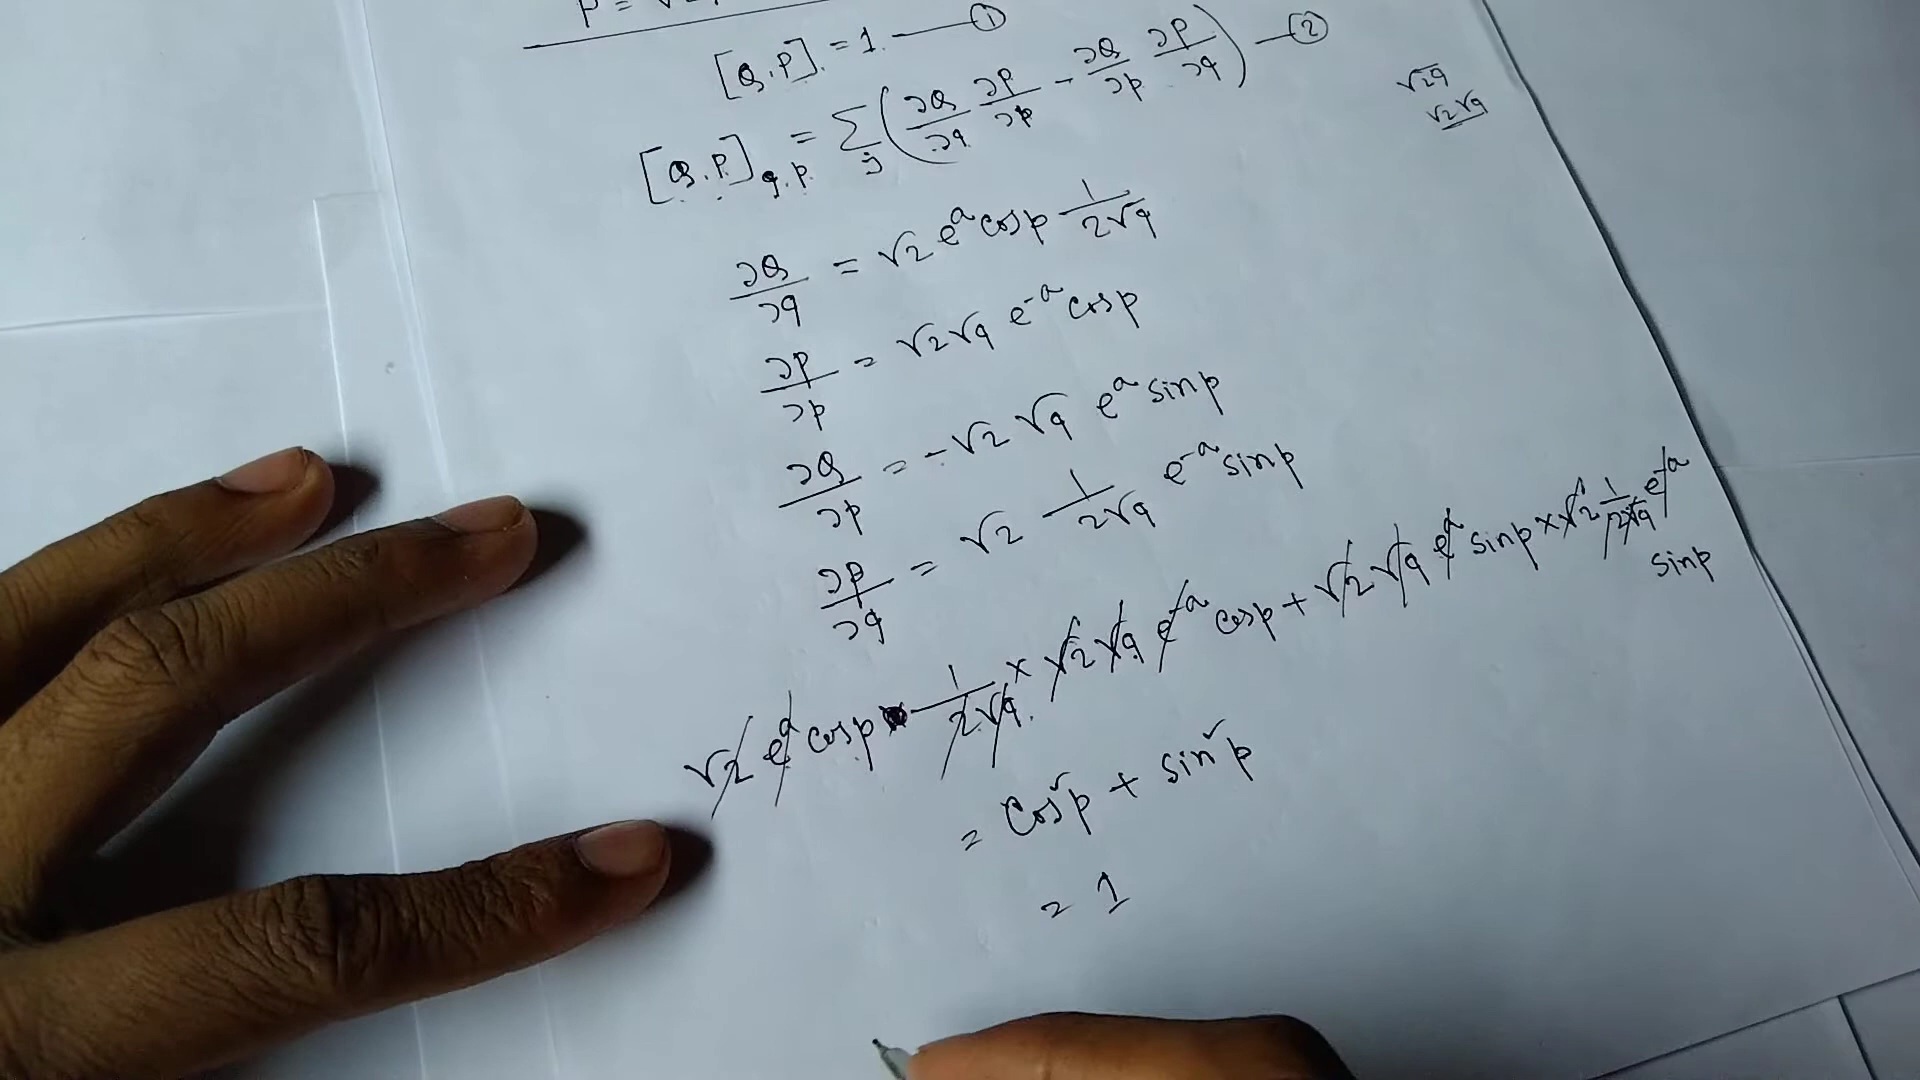 P = √2
[Q.P] = 1. ①
[Q.P]q.p. = Σj (∂Q/∂q ∂P/∂p − ∂Q/∂p ∂P/∂q) ②
√2q
√2√q
∂Q/∂q = √2 e^a cosp 1/2√q
∂P/∂p = √2√q e^-a cosp
∂Q/∂p = -√2 √q e^a sinp
∂P/∂q = √2 1/2√q e^-a sinp
√2 e^a cosp 1/2√q. × √2 √q e^-a cosp + √2 √q e^a sinp × √2 1/2√q e^-a
sinp
= Cos²p + sin²p
= 1